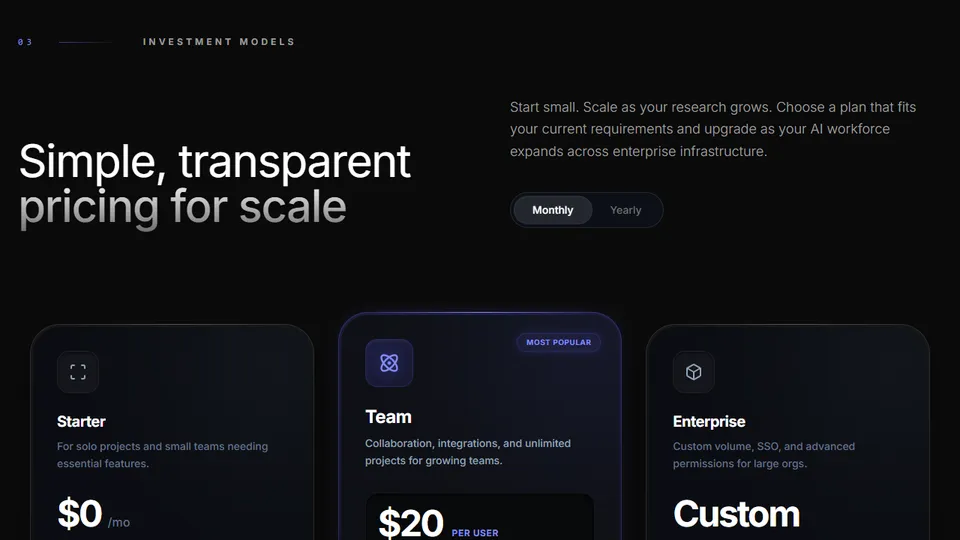 03
INVESTMENT MODELS
Simple, transparent
pricing for scale
Start small. Scale as your research grows. Choose a plan that fits
your current requirements and upgrade as your AI workforce
expands across enterprise infrastructure.
Monthly
Yearly
Starter
For solo projects and small teams needing
essential features.
$0 /mo
MOST POPULAR
Team
Collaboration, integrations, and unlimited
projects for growing teams.
$20 PER USER
Enterprise
Custom volume, SSO, and advanced
permissions for large orgs.
Custom